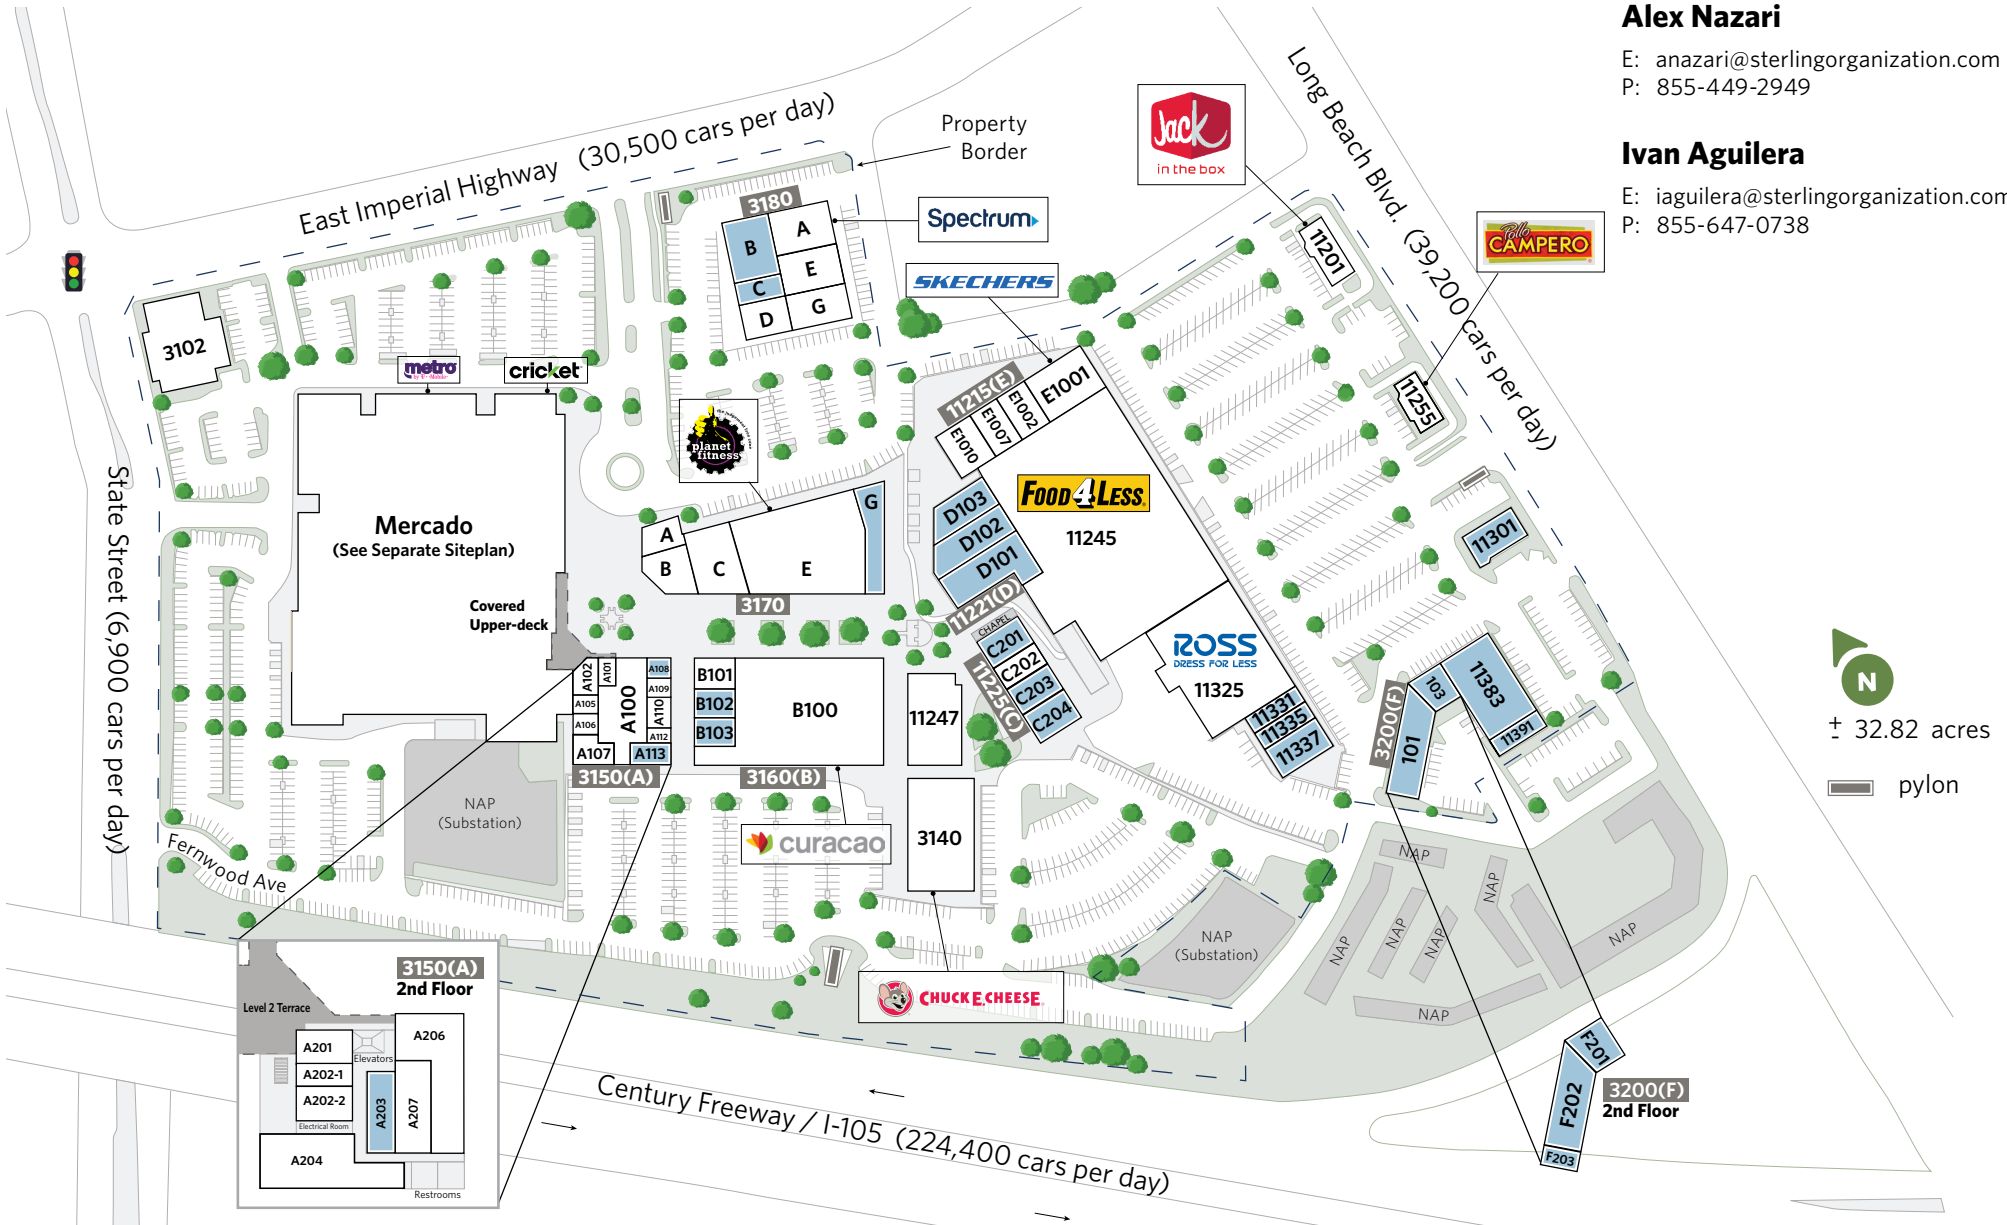 Alex Nazari
E: anazari@sterlingorganization.com
P: 855-449-2949
Ivan Aguilera
E: iaguilera@sterlingorganization.com
P: 855-647-0738
East Imperial Highway (30,500 cars per day)
Property
Border
Long Beach Blvd. (39,200 cars per day)
State Street (6,900 cars per day)
Fernwood Ave
Century Freeway / I-105 (224,400 cars per day)
Jack
in the box
Pollo
CAMPERO
Spectrum
SKECHERS
metro
by T-Mobile
cricket
planet
fitness
3180
B
A
C
E
D
G
3102
11201
11255
11301
11215(E)
E1001
E1002
E1007
E1010
FOOD 4 LESS
11245
D103
D102
D101
11221(D)
Mercado
(See Separate Siteplan)
Covered
Upper-deck
A
B
C
E
G
3170
CHAPEL
C201
C202
C203
C204
11225(C)
ROSS
DRESS FOR LESS
11325
11331
11335
11337
3200(F)
101
103
11383
11391
A102
A101
A105
A106
A107
A100
A108
A109
A110
A112
A113
3150(A)
B101
B102
B103
B100
3160(B)
11247
3140
curacao
CHUCK E. CHEESE
NAP
(Substation)
NAP
(Substation)
NAP
NAP
NAP
NAP
NAP
NAP
NAP
N
± 32.82 acres
pylon
3150(A)
2nd Floor
Level 2 Terrace
A201
A202-1
A202-2
Electrical Room
A204
Elevators
A206
A203
A207
Restrooms
F201
F202
F203
3200(F)
2nd Floor